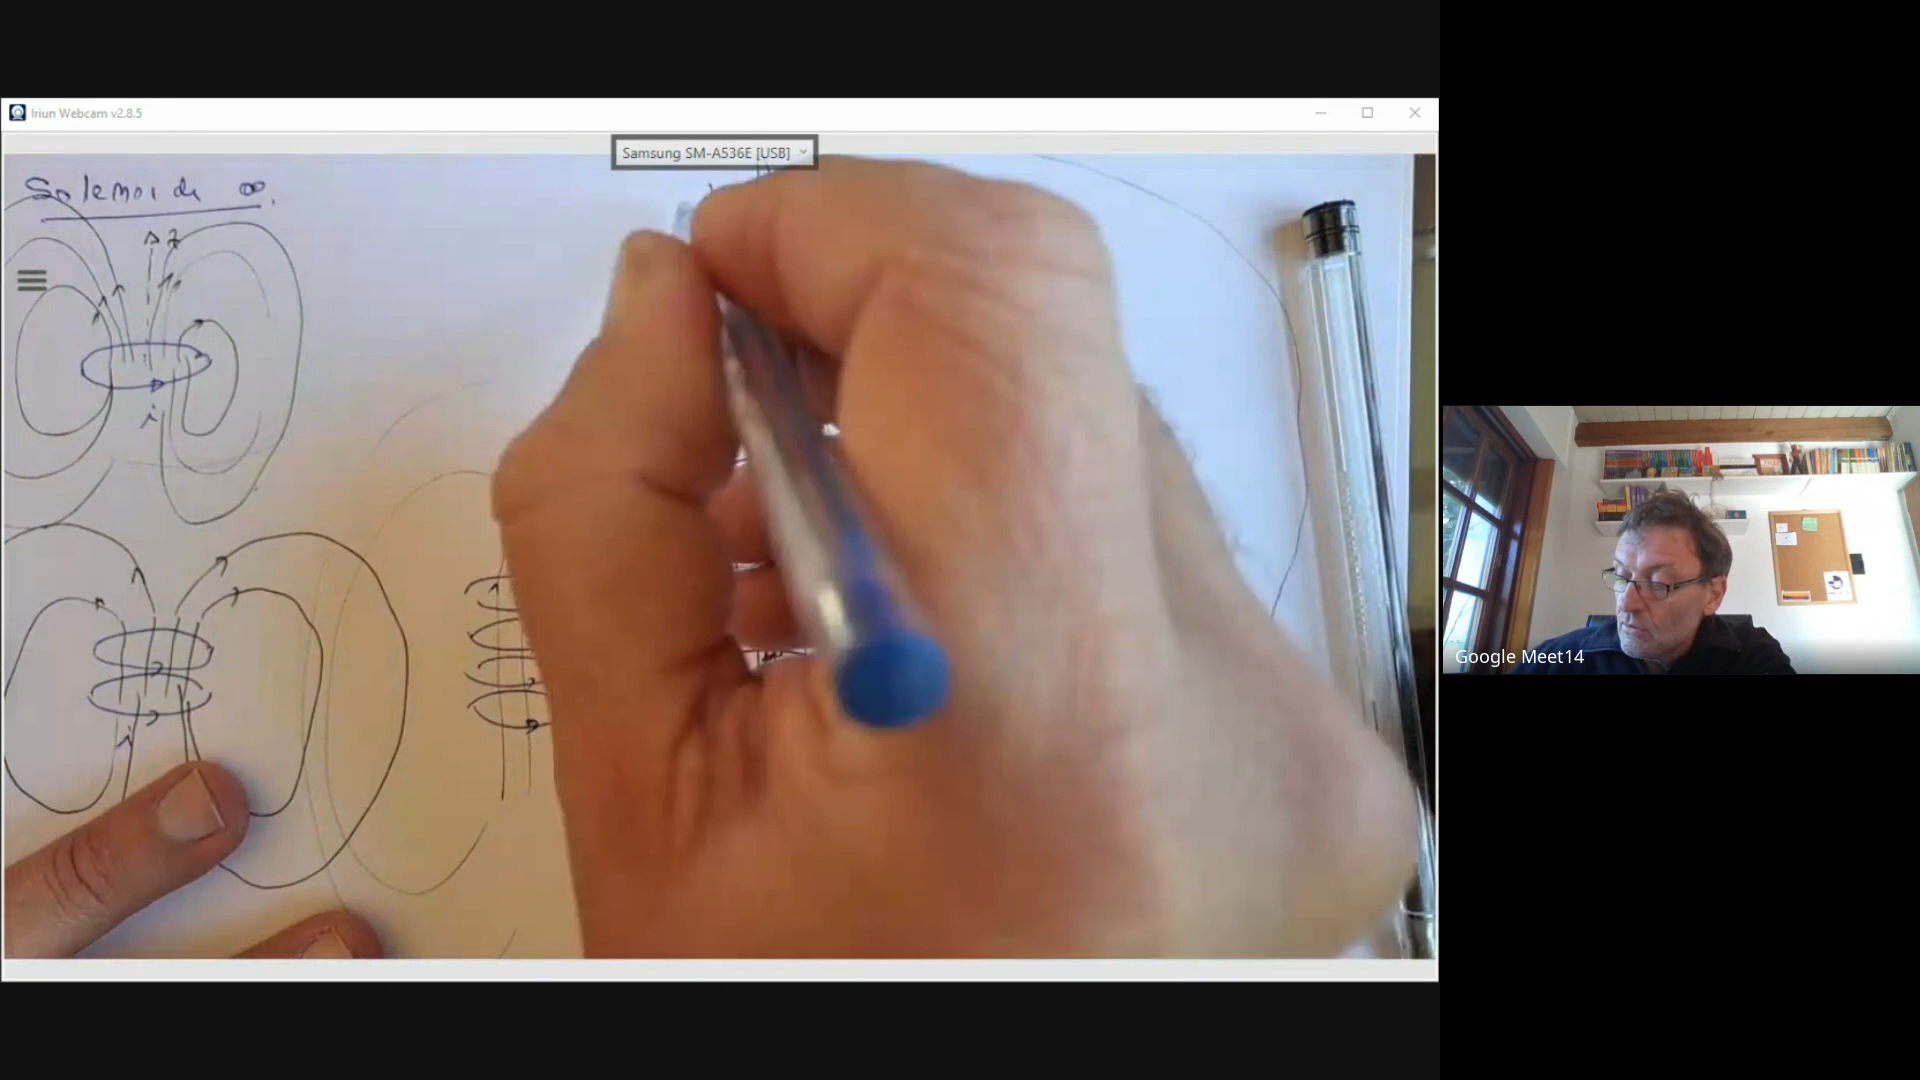 Iriun Webcam v2.8.5
Samsung SM-A536E [USB]
Solenoide ∞.
z
i
i
Google Meet14